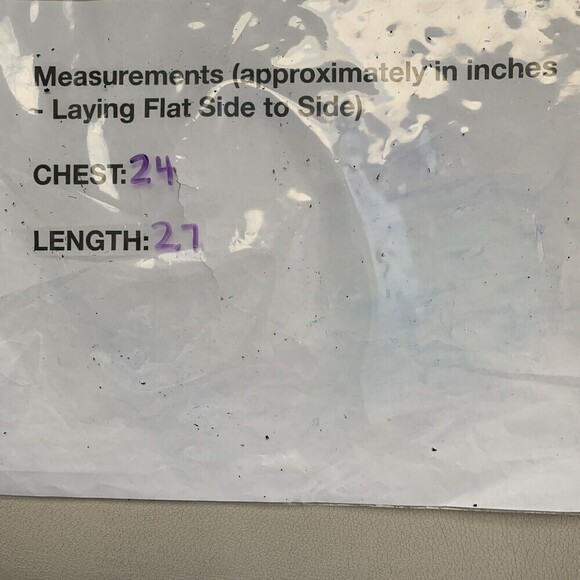 Measurements (approximately in inches
- Laying Flat Side to Side)
CHEST: 24
LENGTH: 27